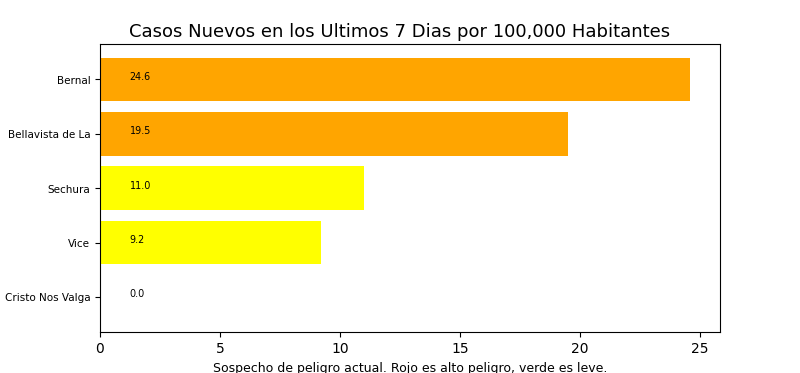 Casos Nuevos en los Ultimos 7 Dias por 100,000 Habitantes
Bernal 24.6
Bellavista de La 19.5
Sechura 11.0
Vice 9.2
Cristo Nos Valga 0.0
0 5 10 15 20 25
Sospecho de peligro actual. Rojo es alto peligro, verde es leve.